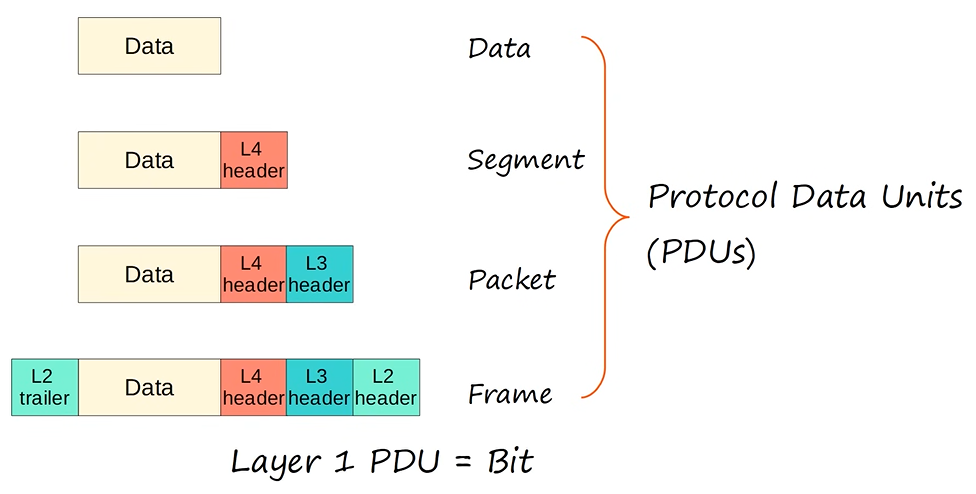 Data
Data
Data
L4
header
Segment
Data
L4
header
L3
header
Packet
Protocol Data Units
(PDUs)
L2
trailer
Data
L4
header
L3
header
L2
header
Frame
Layer 1 PDU = Bit